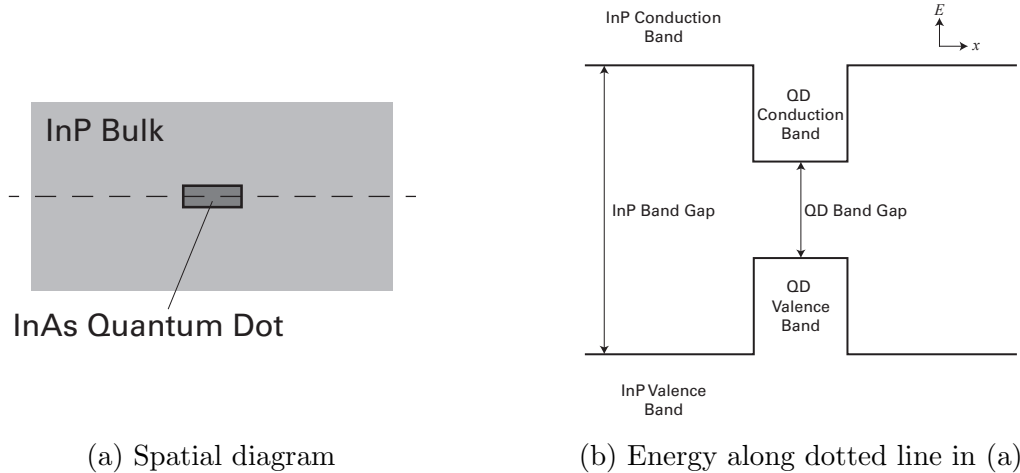 InP Bulk
InAs Quantum Dot
(a) Spatial diagram
InP Conduction
Band
E
x
QD
Conduction
Band
InP Band Gap
QD Band Gap
QD
Valence
Band
InP Valence
Band
(b) Energy along dotted line in (a)